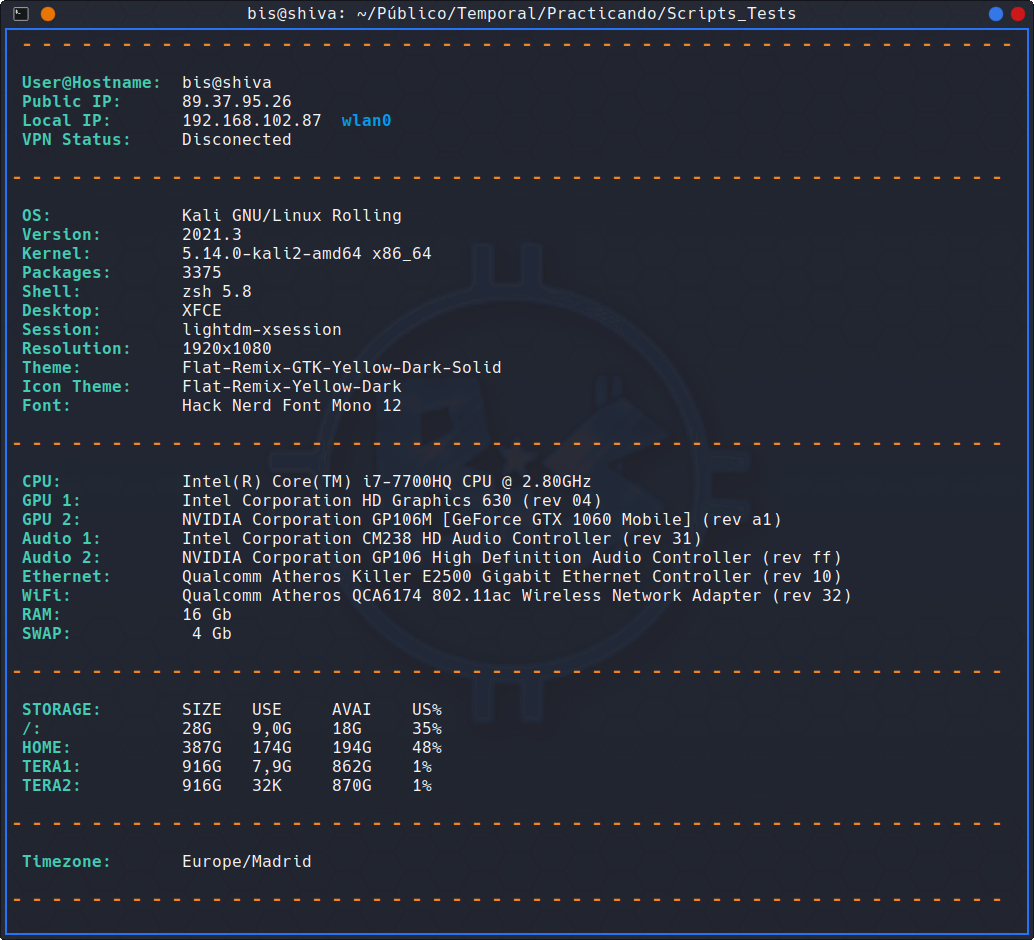 bis@shiva: ~/Público/Temporal/Practicando/Scripts_Tests
- - - - - - - - - - - - - - - - - - - - - - - - - - - - - - - - - - - - - - - - - - - - - - - - - -
User@Hostname: bis@shiva
Public IP: 89.37.95.26
Local IP: 192.168.102.87 wlan0
VPN Status: Disconected
- - - - - - - - - - - - - - - - - - - - - - - - - - - - - - - - - - - - - - - - - - - - - - - - - -
OS: Kali GNU/Linux Rolling
Version: 2021.3
Kernel: 5.14.0-kali2-amd64 x86_64
Packages: 3375
Shell: zsh 5.8
Desktop: XFCE
Session: lightdm-xsession
Resolution: 1920x1080
Theme: Flat-Remix-GTK-Yellow-Dark-Solid
Icon Theme: Flat-Remix-Yellow-Dark
Font: Hack Nerd Font Mono 12
- - - - - - - - - - - - - - - - - - - - - - - - - - - - - - - - - - - - - - - - - - - - - - - - - -
CPU: Intel(R) Core(TM) i7-7700HQ CPU @ 2.80GHz
GPU 1: Intel Corporation HD Graphics 630 (rev 04)
GPU 2: NVIDIA Corporation GP106M [GeForce GTX 1060 Mobile] (rev a1)
Audio 1: Intel Corporation CM238 HD Audio Controller (rev 31)
Audio 2: NVIDIA Corporation GP106 High Definition Audio Controller (rev ff)
Ethernet: Qualcomm Atheros Killer E2500 Gigabit Ethernet Controller (rev 10)
WiFi: Qualcomm Atheros QCA6174 802.11ac Wireless Network Adapter (rev 32)
RAM: 16 Gb
SWAP: 4 Gb
- - - - - - - - - - - - - - - - - - - - - - - - - - - - - - - - - - - - - - - - - - - - - - - - - -
STORAGE: SIZE USE AVAI US%
/: 28G 9,0G 18G 35%
HOME: 387G 174G 194G 48%
TERA1: 916G 7,9G 862G 1%
TERA2: 916G 32K 870G 1%
- - - - - - - - - - - - - - - - - - - - - - - - - - - - - - - - - - - - - - - - - - - - - - - - - -
Timezone: Europe/Madrid
- - - - - - - - - - - - - - - - - - - - - - - - - - - - - - - - - - - - - - - - - - - - - - - - - -